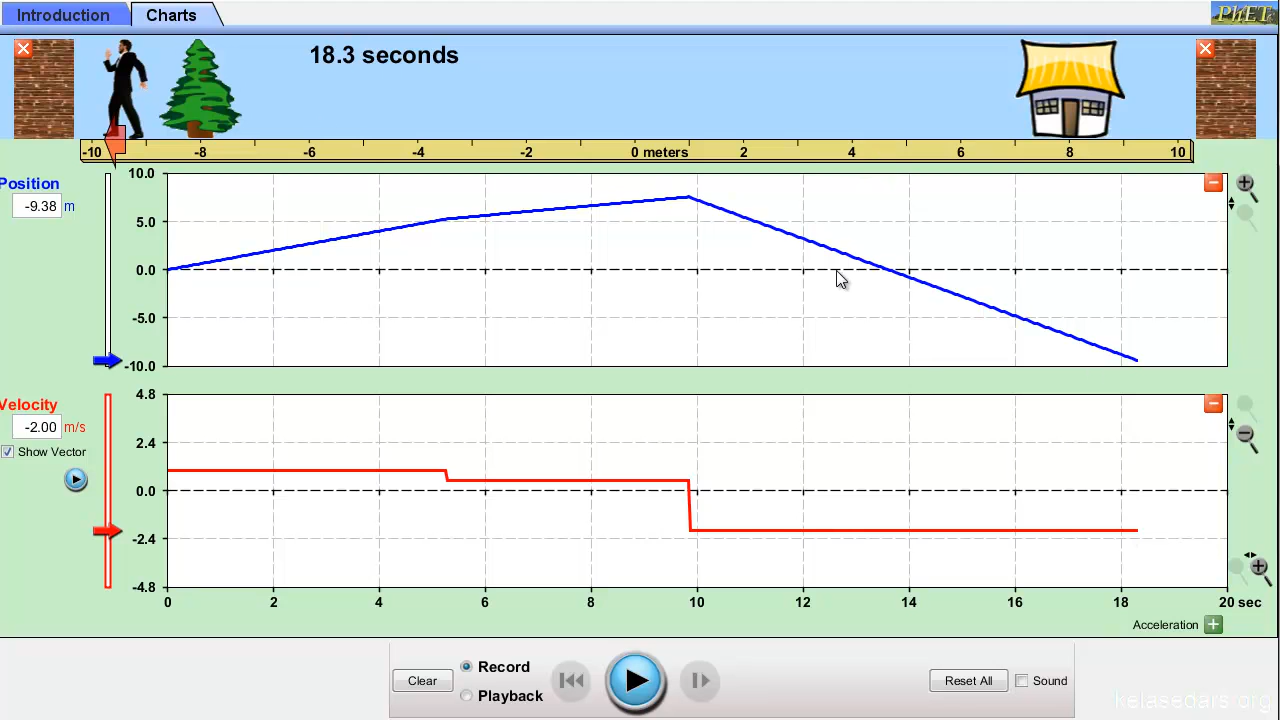 Introduction
Charts
PhET
18.3 seconds
-10 -8 -6 -4 -2 0 meters 2 4 6 8 10
Position
-9.38 m
10.0
5.0
0.0
-5.0
-10.0
Velocity
-2.00 m/s
Show Vector
4.8
2.4
0.0
-2.4
-4.8
0 2 4 6 8 10 12 14 16 18 20 sec
Acceleration
Clear
Record
Playback
Reset All
Sound
kelasedars.org